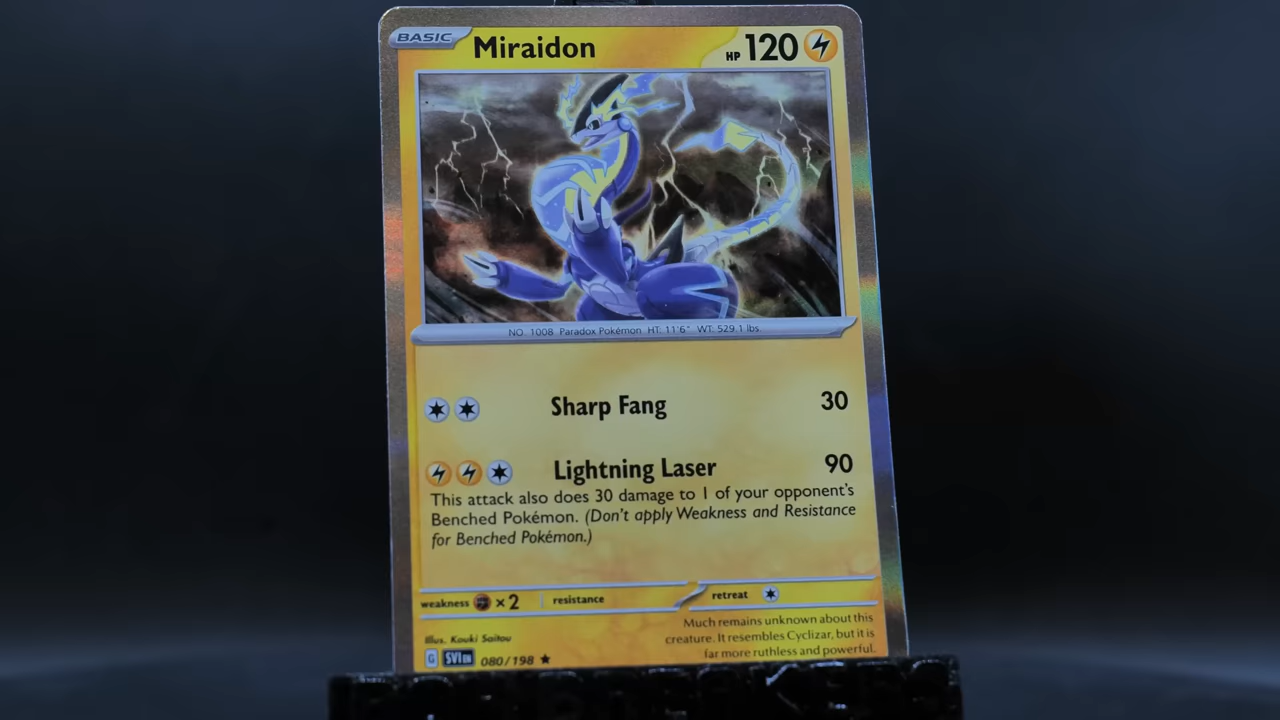 BASIC Miraidon HP 120
NO. 1008 Paradox Pokémon HT: 11'6" WT: 529.1 lbs.
Sharp Fang 30
Lightning Laser 90
This attack also does 30 damage to 1 of your opponent's
Benched Pokémon. (Don't apply Weakness and Resistance
for Benched Pokémon.)
weakness ×2 resistance retreat
Illus. Kouki Saitou
G SVI EN 080/198 ★
Much remains unknown about this
creature. It resembles Cyclizar, but it is
far more ruthless and powerful.